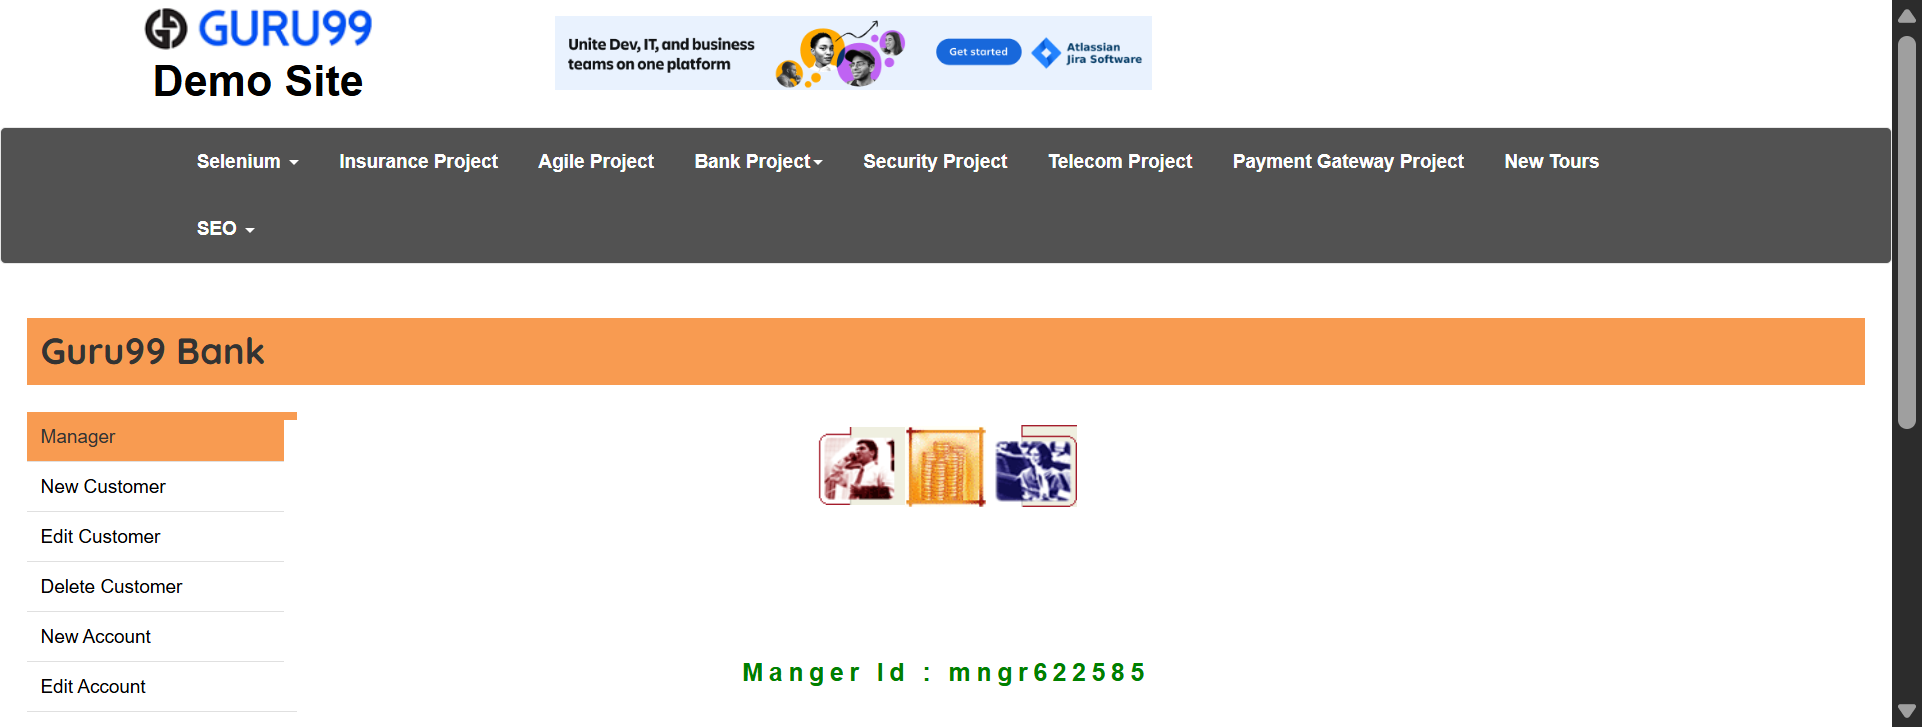 GURU99
Demo Site
Unite Dev, IT, and business
teams on one platform
Get started
Atlassian
Jira Software
Selenium
Insurance Project
Agile Project
Bank Project
Security Project
Telecom Project
Payment Gateway Project
New Tours
SEO
Guru99 Bank
Manager
New Customer
Edit Customer
Delete Customer
New Account
Edit Account
Manger Id : mngr622585